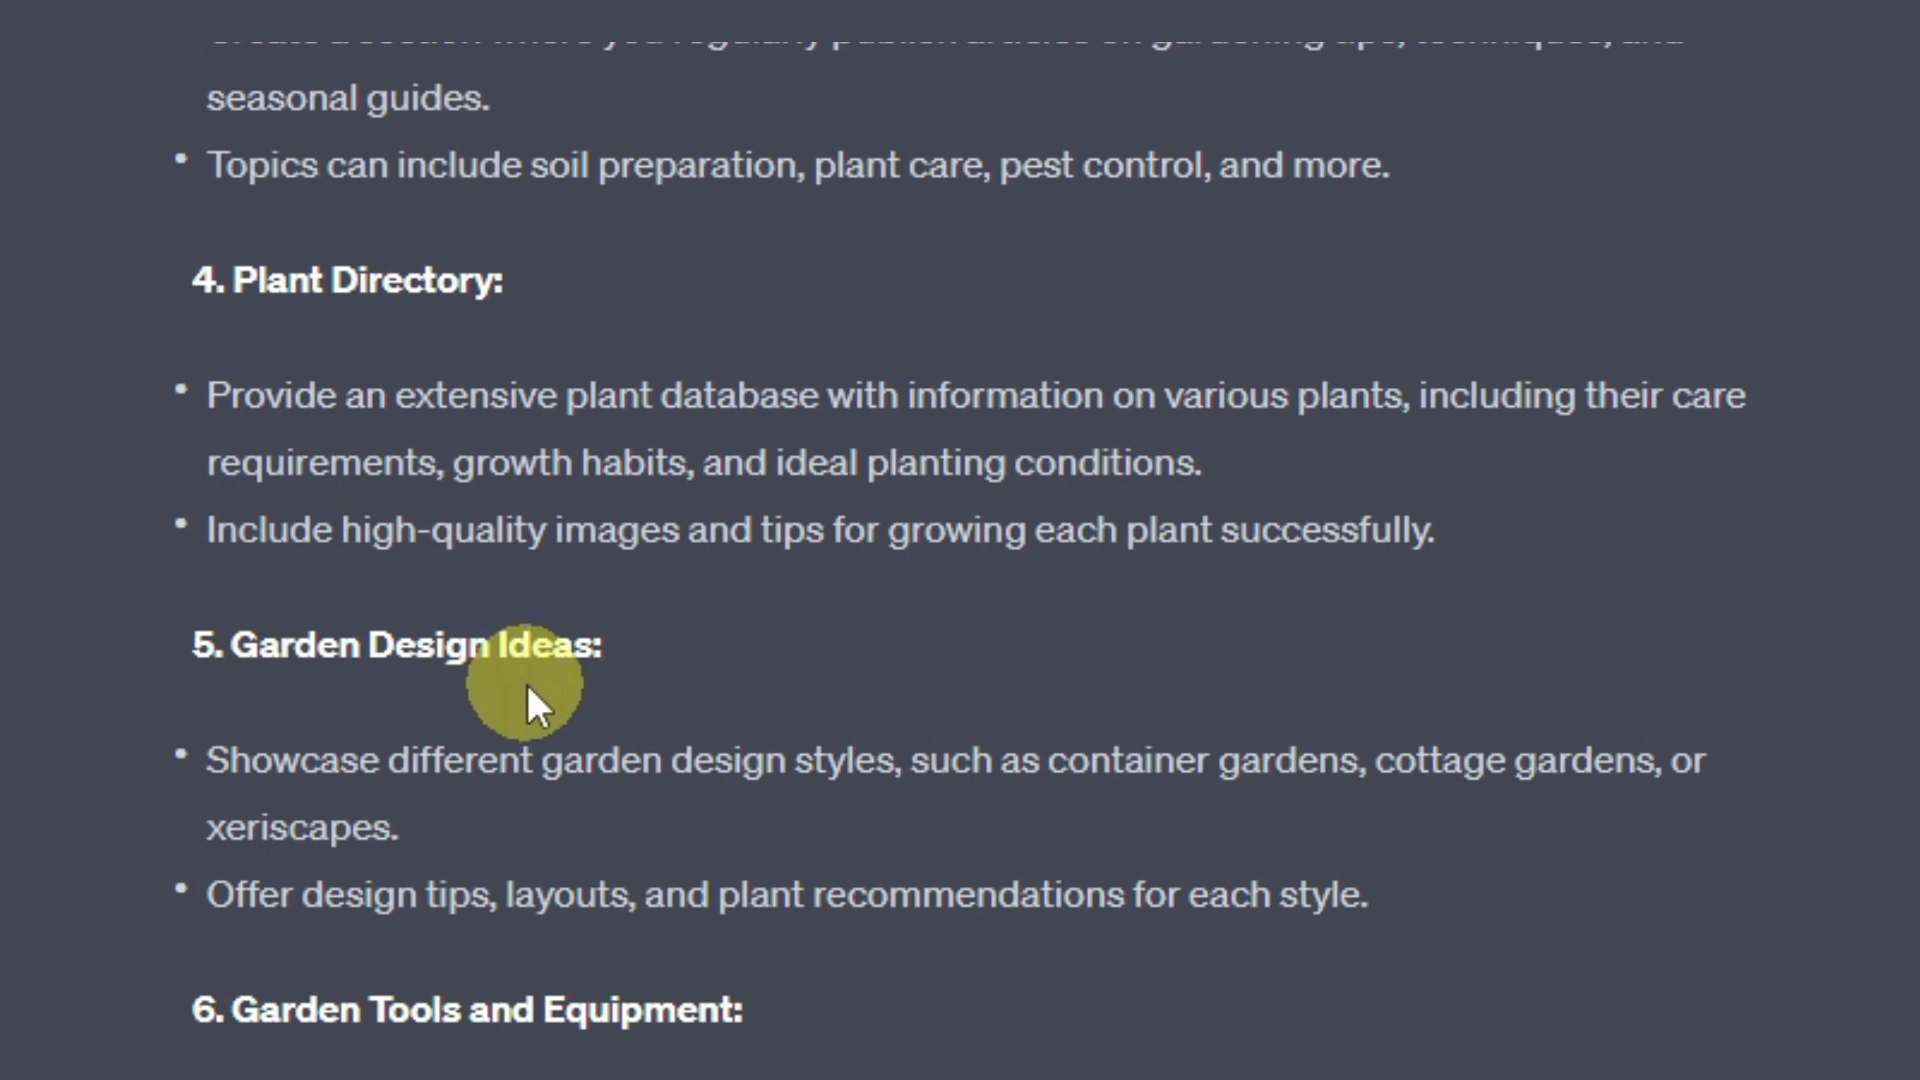 seasonal guides.
• Topics can include soil preparation, plant care, pest control, and more.
4. Plant Directory:
• Provide an extensive plant database with information on various plants, including their care
requirements, growth habits, and ideal planting conditions.
• Include high-quality images and tips for growing each plant successfully.
5. Garden Design Ideas:
• Showcase different garden design styles, such as container gardens, cottage gardens, or
xeriscapes.
• Offer design tips, layouts, and plant recommendations for each style.
6. Garden Tools and Equipment: